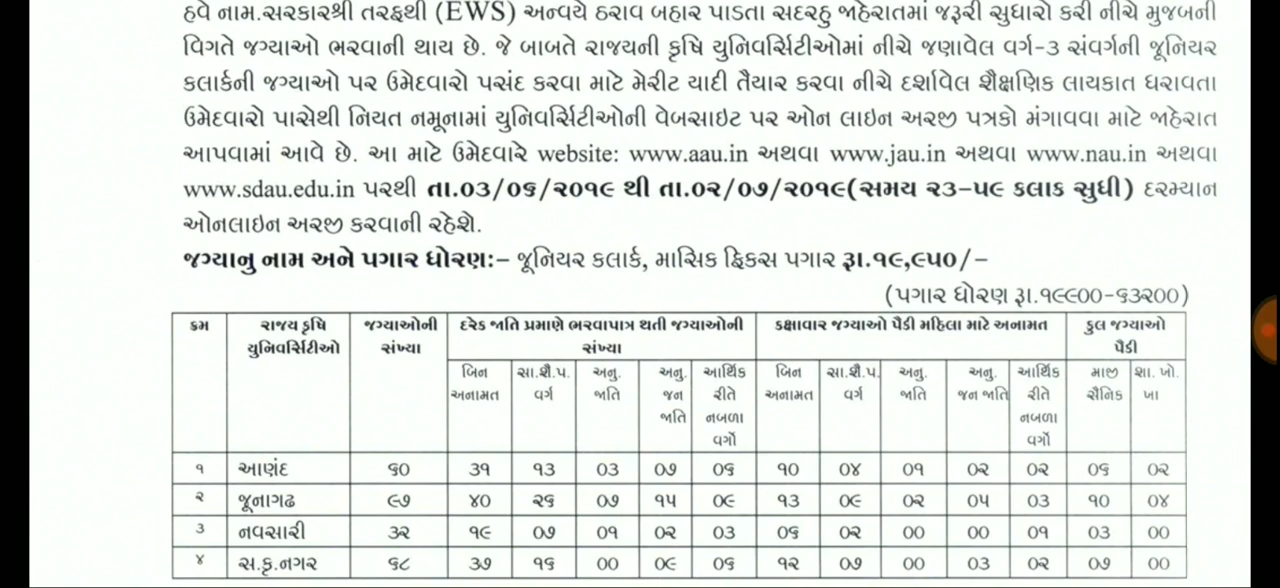 હવે નામ.સરકારશ્રી તરફથી (EWS) અન્વયે ઠરાવ બહાર પાડતા સદરહુ જાહેરાતમાં જરૂરી સુધારો કરી નીચે મુજબની
વિગતે જગ્યાઓ ભરવાની થાય છે. જે બાબતે રાજયની કૃષિ યુનિવર્સિટીઓમાં નીચે જણાવેલ વર્ગ-૩ સંવર્ગની જૂનિયર
કલાર્કની જગ્યાઓ પર ઉમેદવારો પસંદ કરવા માટે મેરીટ યાદી તૈયાર કરવા નીચે દર્શાવેલ શૈક્ષણિક લાયકાત ધરાવતા
ઉમેદવારો પાસેથી નિયત નમૂનામાં યુનિવર્સિટીઓની વેબસાઇટ પર ઓન લાઇન અરજી પત્રકો મંગાવવા માટે જાહેરાત
આપવામાં આવે છે. આ માટે ઉમેદવારે website: www.aau.in અથવા www.jau.in અથવા www.nau.in અથવા
www.sdau.edu.in પરથી તા.૦૩/૦૬/૨૦૧૯ થી તા.૦૨/૦૭/૨૦૧૯(સમય ૨૩-૫૯ કલાક સુધી) દરમ્યાન
ઓનલાઇન અરજી કરવાની રહેશે.
જગ્યાનુ નામ અને પગાર ધોરણ:- જૂનિયર કલાર્ક, માસિક ફિકસ પગાર રૂા.૧૯,૯૫૦/-
(પગાર ધોરણ રૂા.૧૯૯૦૦-૬૩૨૦૦)
ક્રમ રાજય કૃષિ જગ્યાઓની દરેક જાતિ પ્રમાણે ભરવાપાત્ર થતી જગ્યાઓની કક્ષાવાર જગ્યાઓ પૈકી મહિલા માટે અનામત કુલ જગ્યાઓ
યુનિવર્સિટીઓ સંખ્યા સંખ્યા પૈકી
બિન સા.શૈ.પ. અનુ. અનુ. આર્થિક બિન સા.શૈ.પ. અનુ. અનુ. આર્થિક માજી શા. ખો.
અનામત વર્ગ જાતિ જન રીતે અનામત વર્ગ જાતિ જન જાતિ રીતે સૈનિક ખા
જાતિ નબળા નબળા
વર્ગો વર્ગો
૧ આણંદ ૬૦ ૩૧ ૧૩ ૦૩ ૦૭ ૦૬ ૧૦ ૦૪ ૦૧ ૦૨ ૦૨ ૦૬ ૦૨
૨ જૂનાગઢ ૯૭ ૪૦ ૨૬ ૦૭ ૧૫ ૦૯ ૧૩ ૦૯ ૦૨ ૦૫ ૦૩ ૧૦ ૦૪
૩ નવસારી ૩૨ ૧૯ ૦૭ ૦૧ ૦૨ ૦૩ ૦૬ ૦૨ ૦૦ ૦૦ ૦૧ ૦૩ ૦૦
૪ સ.કૃ.નગર ૬૮ ૩૭ ૧૬ ૦૦ ૦૯ ૦૬ ૧૨ ૦૭ ૦૦ ૦૩ ૦૨ ૦૭ ૦૦